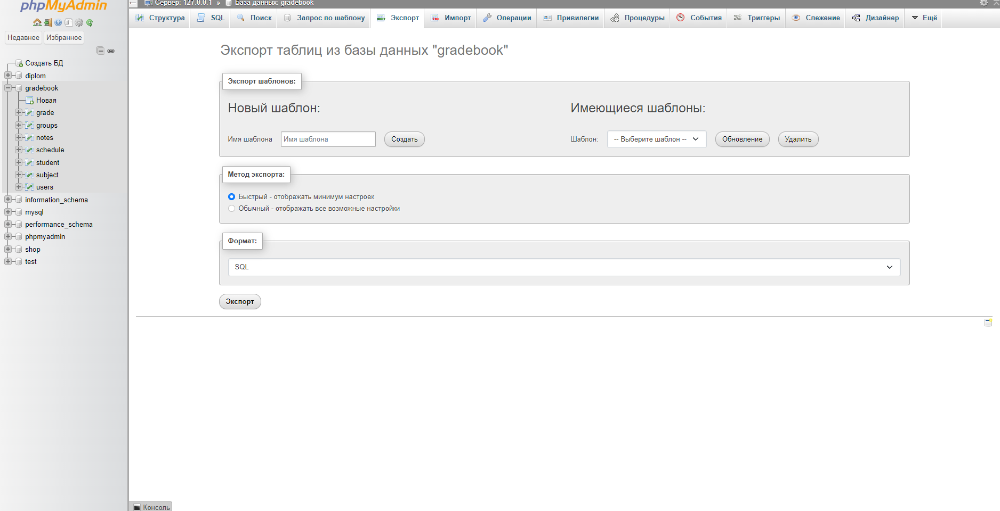 phpMyAdmin
Недавнее Избранное
Создать БД
diplom
gradebook
Новая
grade
groups
notes
schedule
student
subject
users
information_schema
mysql
performance_schema
phpmyadmin
shop
test
← Сервер: 127.0.0.1 » База данных: gradebook
Структура SQL Поиск Запрос по шаблону Экспорт Импорт Операции Привилегии Процедуры События Триггеры Слежение Дизайнер Ещё
Экспорт таблиц из базы данных "gradebook"
Экспорт шаблонов:
Новый шаблон:
Имя шаблона Имя шаблона Создать
Имеющиеся шаблоны:
Шаблон: -- Выберите шаблон -- Обновление Удалить
Метод экспорта:
Быстрый - отображать минимум настроек
Обычный - отображать все возможные настройки
Формат:
SQL
Экспорт
Консоль